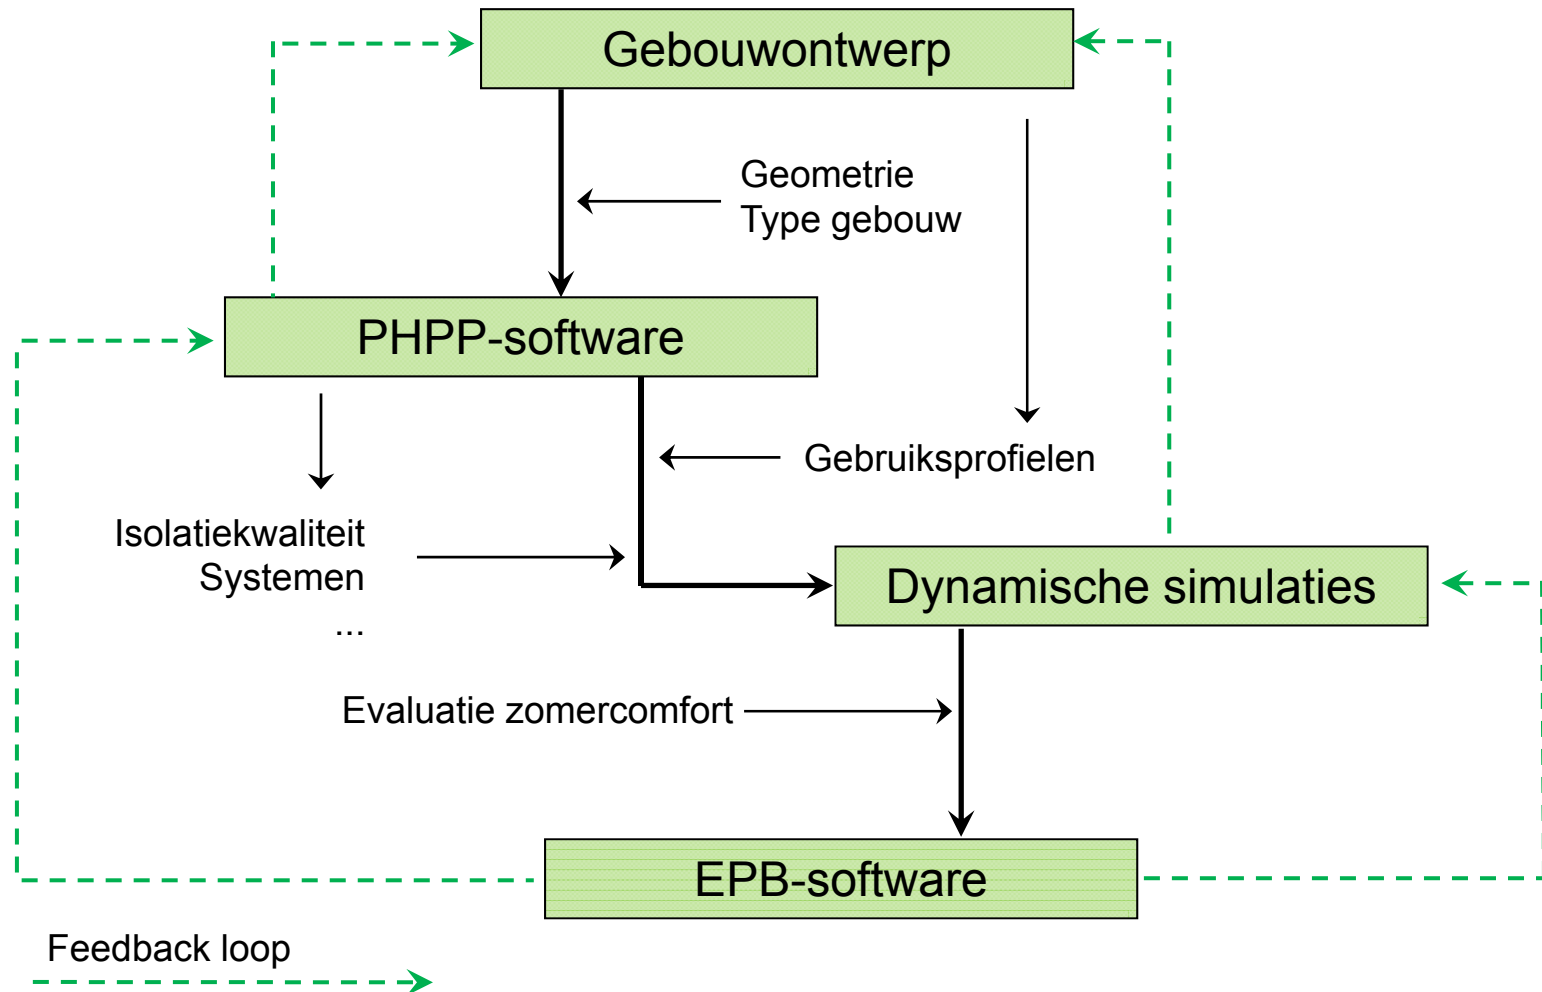 Gebouwontwerp
Geometrie
Type gebouw
PHPP-software
Gebruiksprofielen
Isolatiekwaliteit
Systemen
...
Dynamische simulaties
Evaluatie zomercomfort
EPB-software
Feedback loop